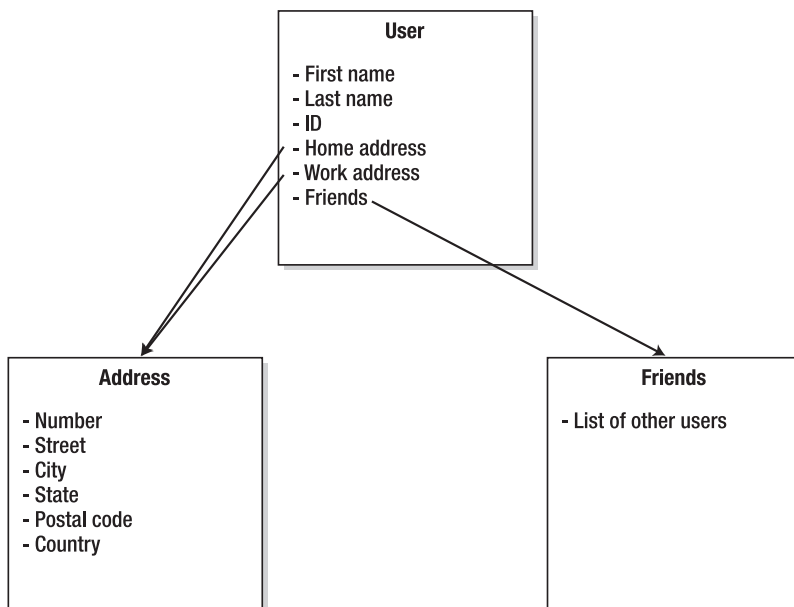 User
- First name
- Last name
- ID
- Home address
- Work address
- Friends
Address
- Number
- Street
- City
- State
- Postal code
- Country
Friends
- List of other users